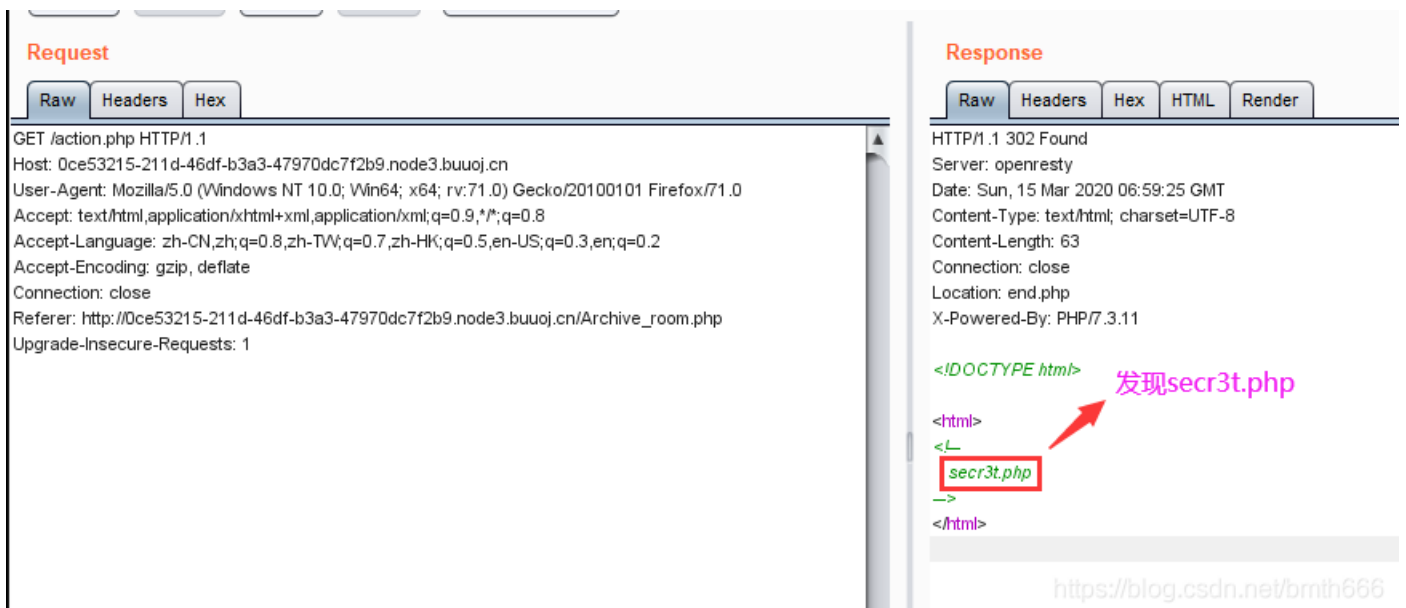 Request
Raw Headers Hex
GET /action.php HTTP/1.1
Host: 0ce53215-211d-46df-b3a3-47970dc7f2b9.node3.buuoj.cn
User-Agent: Mozilla/5.0 (Windows NT 10.0; Win64; x64; rv:71.0) Gecko/20100101 Firefox/71.0
Accept: text/html,application/xhtml+xml,application/xml;q=0.9,*/*;q=0.8
Accept-Language: zh-CN,zh;q=0.8,zh-TW;q=0.7,zh-HK;q=0.5,en-US;q=0.3,en;q=0.2
Accept-Encoding: gzip, deflate
Connection: close
Referer: http://0ce53215-211d-46df-b3a3-47970dc7f2b9.node3.buuoj.cn/Archive_room.php
Upgrade-Insecure-Requests: 1
Response
Raw Headers Hex HTML Render
HTTP/1.1 302 Found
Server: openresty
Date: Sun, 15 Mar 2020 06:59:25 GMT
Content-Type: text/html; charset=UTF-8
Content-Length: 63
Connection: close
Location: end.php
X-Powered-By: PHP/7.3.11
<!DOCTYPE html>
发现secr3t.php
<html>
<!--
secr3t.php
-->
</html>
https://blog.csdn.net/bmth666